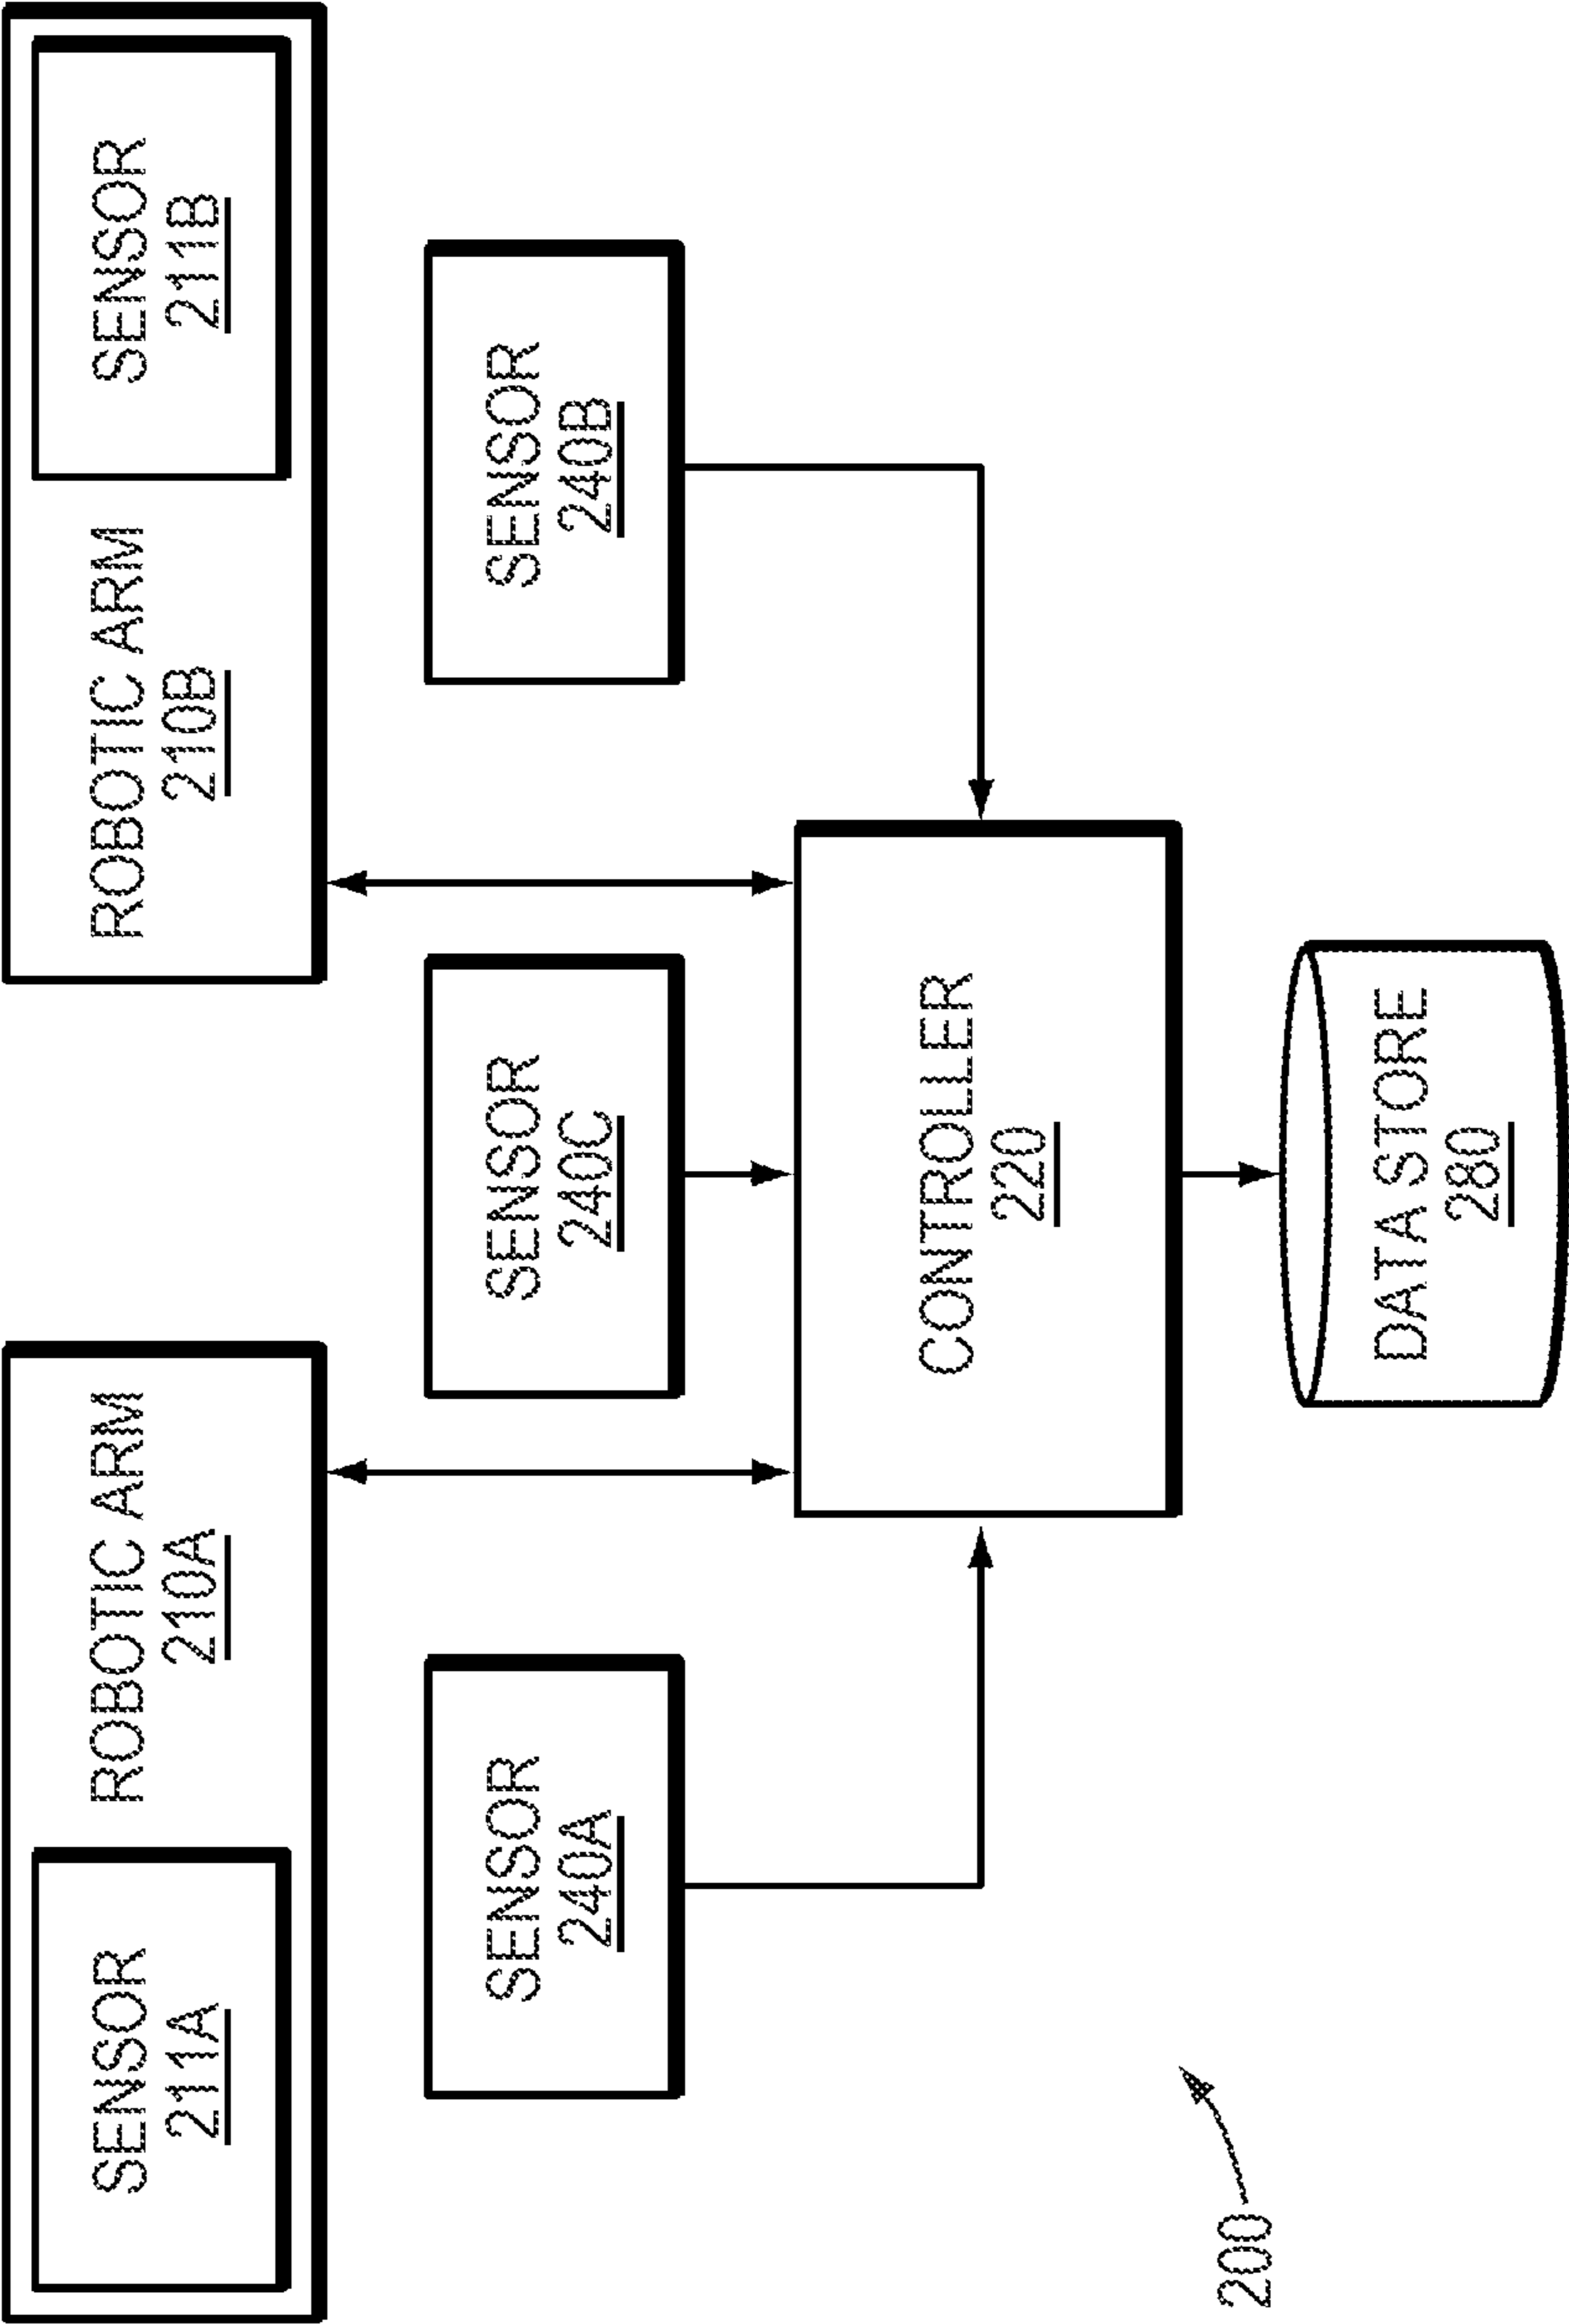 SENSOR
211A
ROBOTIC ARM
210A
ROBOTIC ARM
210B
SENSOR
211B
SENSOR
240A
SENSOR
240C
SENSOR
240B
CONTROLLER
220
DATA STORE
280
200